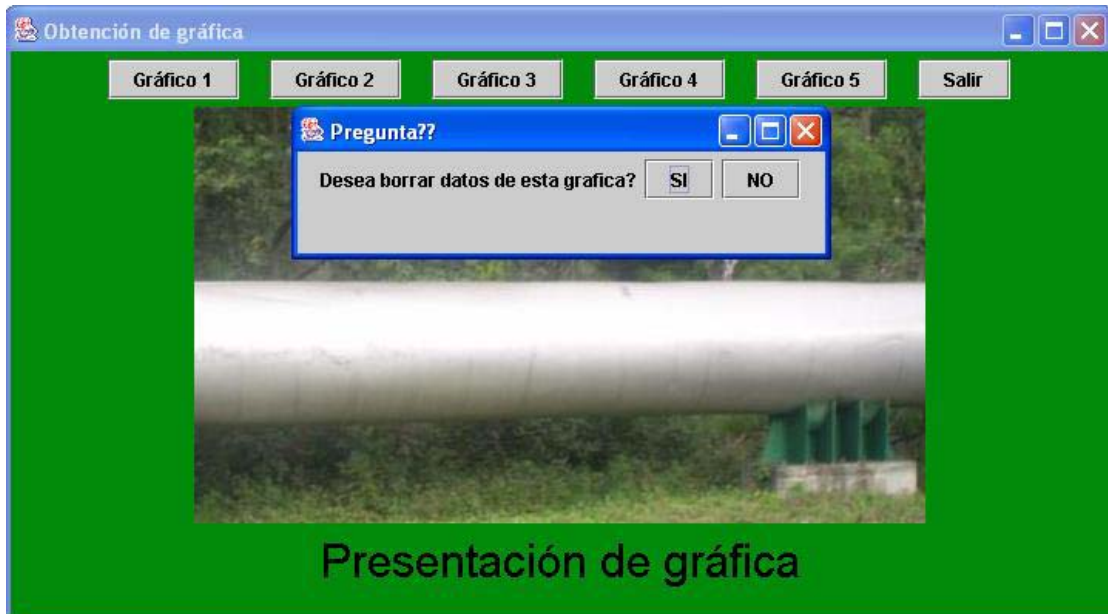 Obtención de gráfica
Gráfico 1 Gráfico 2 Gráfico 3 Gráfico 4 Gráfico 5 Salir
Pregunta??
Desea borrar datos de esta grafica? SI NO
Presentación de gráfica